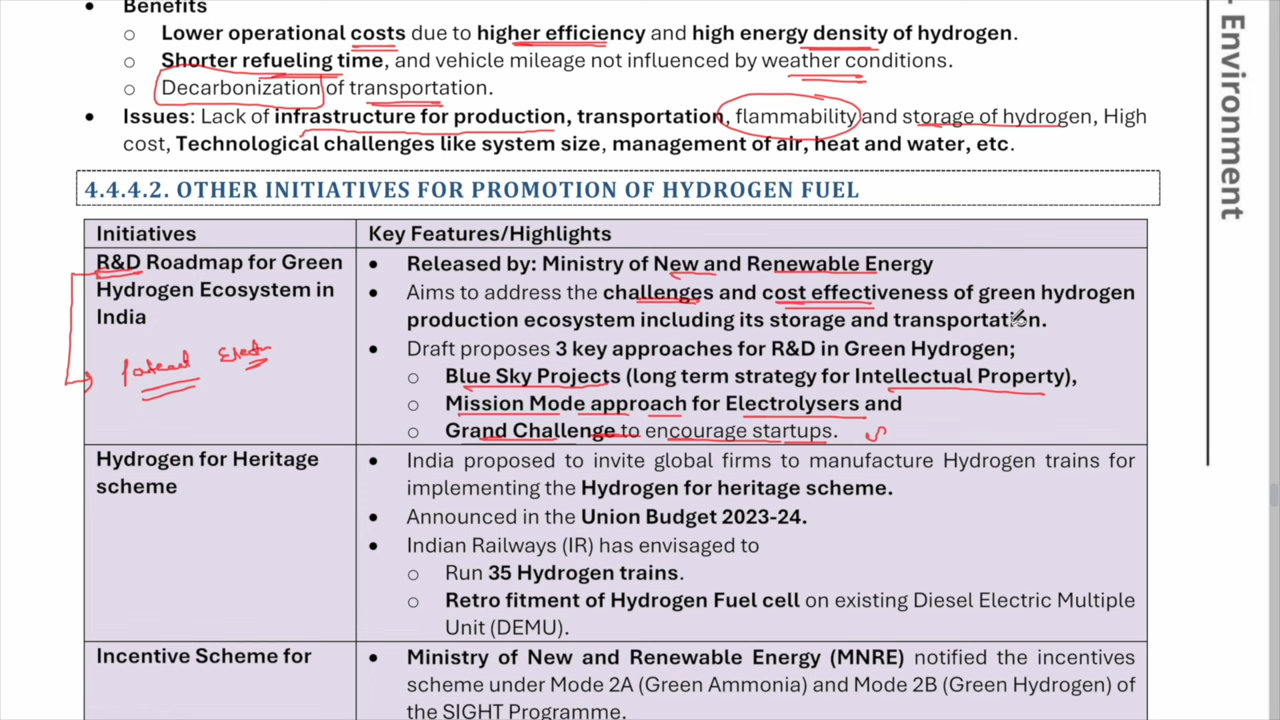 • Benefits
○ Lower operational costs due to higher efficiency and high energy density of hydrogen.
○ Shorter refueling time, and vehicle mileage not influenced by weather conditions.
○ Decarbonization of transportation.
• Issues: Lack of infrastructure for production, transportation, flammability and storage of hydrogen, High
cost, Technological challenges like system size, management of air, heat and water, etc.
- Environment
4.4.4.2. OTHER INITIATIVES FOR PROMOTION OF HYDROGEN FUEL
Initiatives
Key Features/Highlights
R&D Roadmap for Green
Hydrogen Ecosystem in
India
• Released by: Ministry of New and Renewable Energy
• Aims to address the challenges and cost effectiveness of green hydrogen
production ecosystem including its storage and transportation.
• Draft proposes 3 key approaches for R&D in Green Hydrogen;
○ Blue Sky Projects (long term strategy for Intellectual Property),
○ Mission Mode approach for Electrolysers and
○ Grand Challenge to encourage startups.
Hydrogen for Heritage
scheme
• India proposed to invite global firms to manufacture Hydrogen trains for
implementing the Hydrogen for heritage scheme.
• Announced in the Union Budget 2023-24.
• Indian Railways (IR) has envisaged to
○ Run 35 Hydrogen trains.
○ Retro fitment of Hydrogen Fuel cell on existing Diesel Electric Multiple
Unit (DEMU).
Incentive Scheme for
• Ministry of New and Renewable Energy (MNRE) notified the incentives
scheme under Mode 2A (Green Ammonia) and Mode 2B (Green Hydrogen) of
the SIGHT Programme.